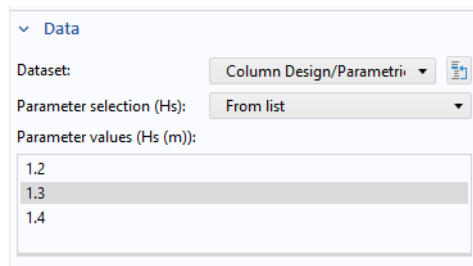 Data
Dataset: Column Design/Parametri
Parameter selection (Hs): From list
Parameter values (Hs (m)):
1.2
1.3
1.4